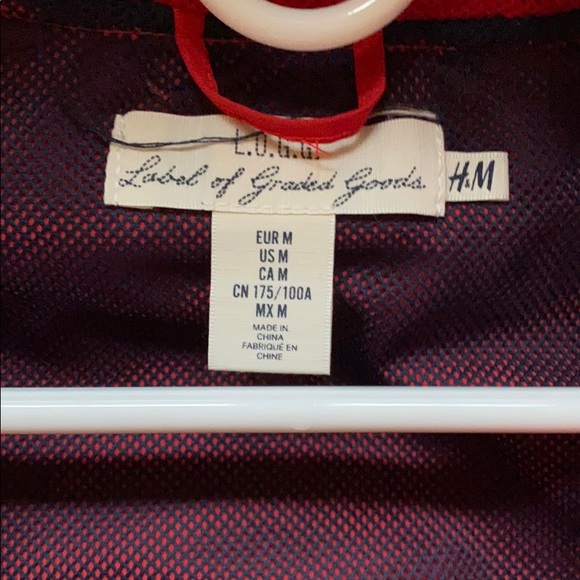 L.O.G.G.
Label of Graded Goods.
H&M
EUR M
US M
CA M
CN 175/100A
MX M
MADE IN
CHINA
FABRIQUÉ EN
CHINE